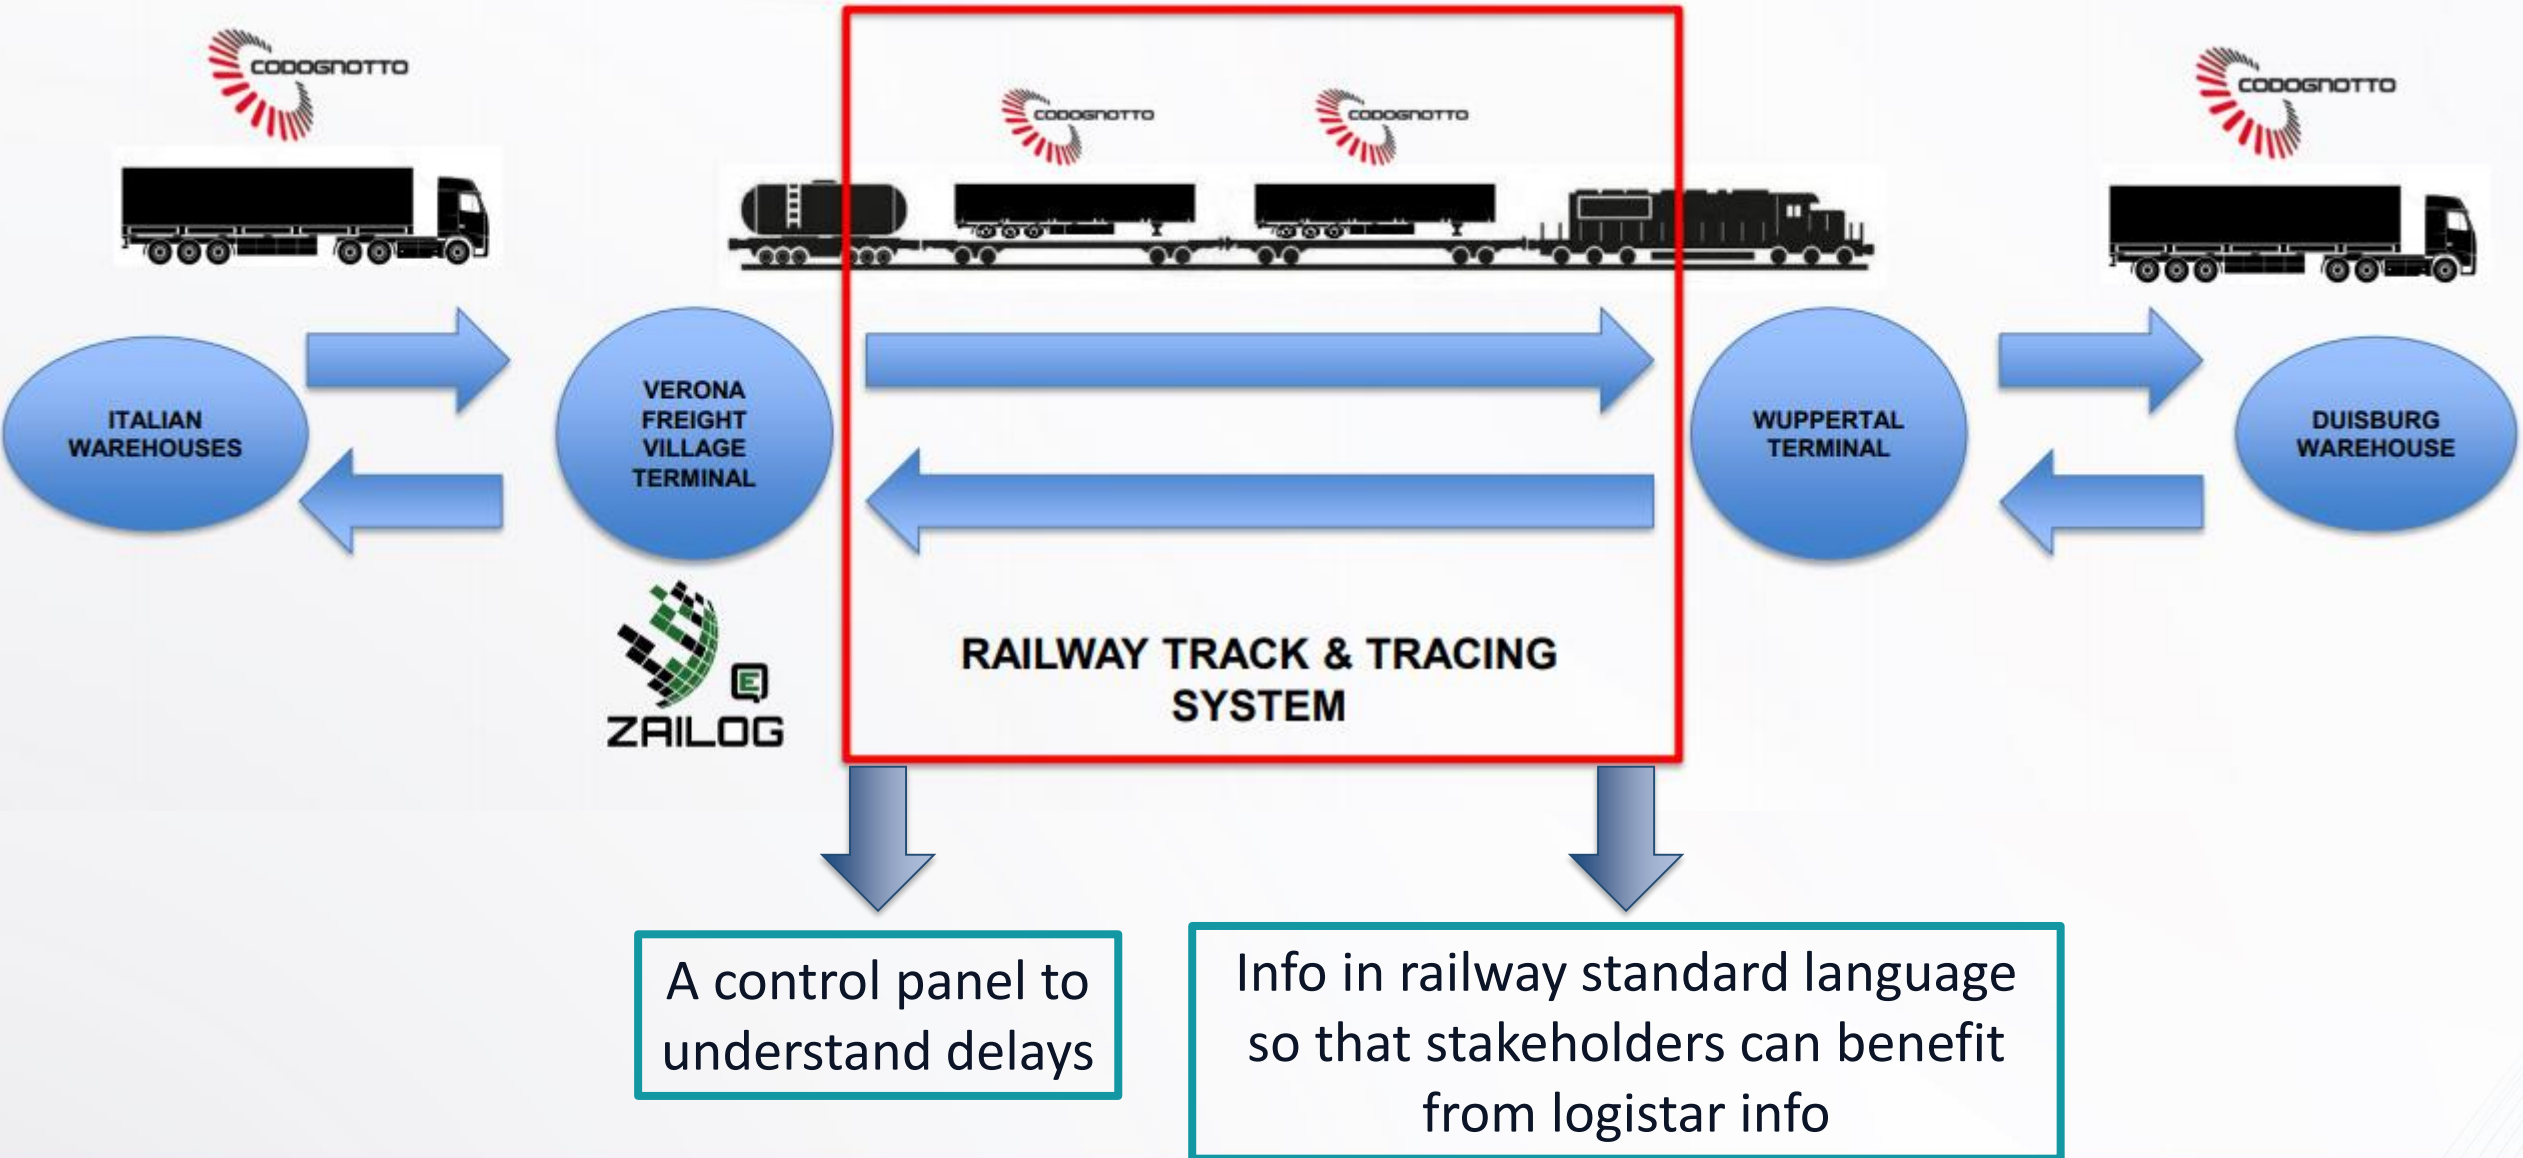 CODOGNOTTO
CODOGNOTTO
CODOGNOTTO
CODOGNOTTO
ITALIAN
WAREHOUSES
VERONA
FREIGHT
VILLAGE
TERMINAL
WUPPERTAL
TERMINAL
DUISBURG
WAREHOUSE
E
ZAILOG
RAILWAY TRACK & TRACING
SYSTEM
A control panel to
understand delays
Info in railway standard language
so that stakeholders can benefit
from logistar info